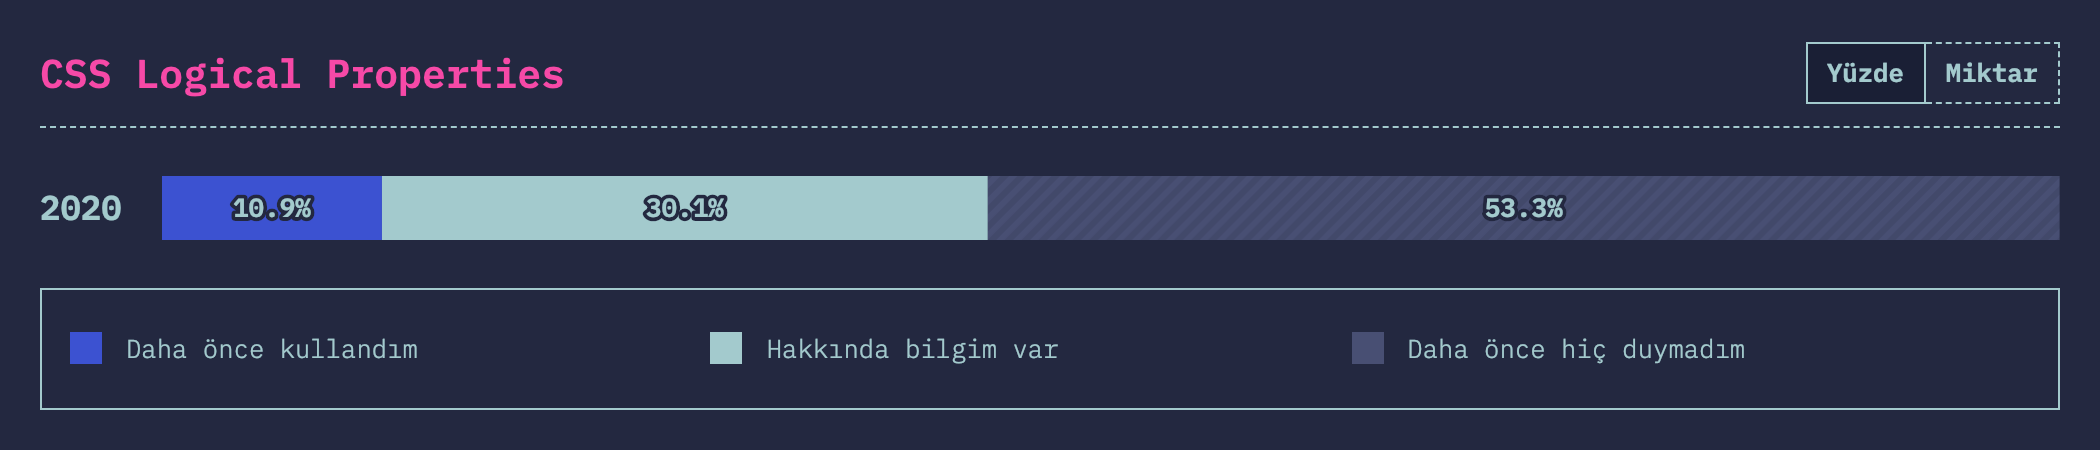 CSS Logical Properties
Yüzde Miktar
2020 10.9% 30.1% 53.3%
Daha önce kullandım Hakkında bilgim var Daha önce hiç duymadım